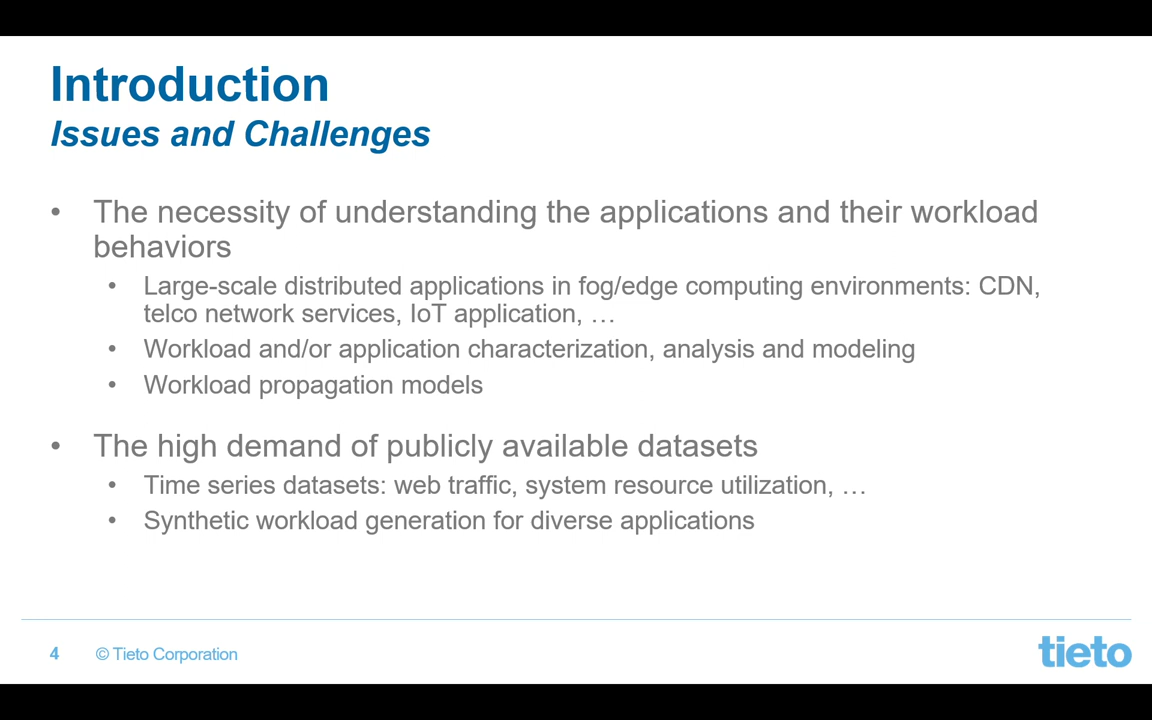 Introduction
Issues and Challenges
• The necessity of understanding the applications and their workload
behaviors
• Large-scale distributed applications in fog/edge computing environments: CDN,
telco network services, IoT application, …
• Workload and/or application characterization, analysis and modeling
• Workload propagation models
• The high demand of publicly available datasets
• Time series datasets: web traffic, system resource utilization, …
• Synthetic workload generation for diverse applications
4 © Tieto Corporation
tieto